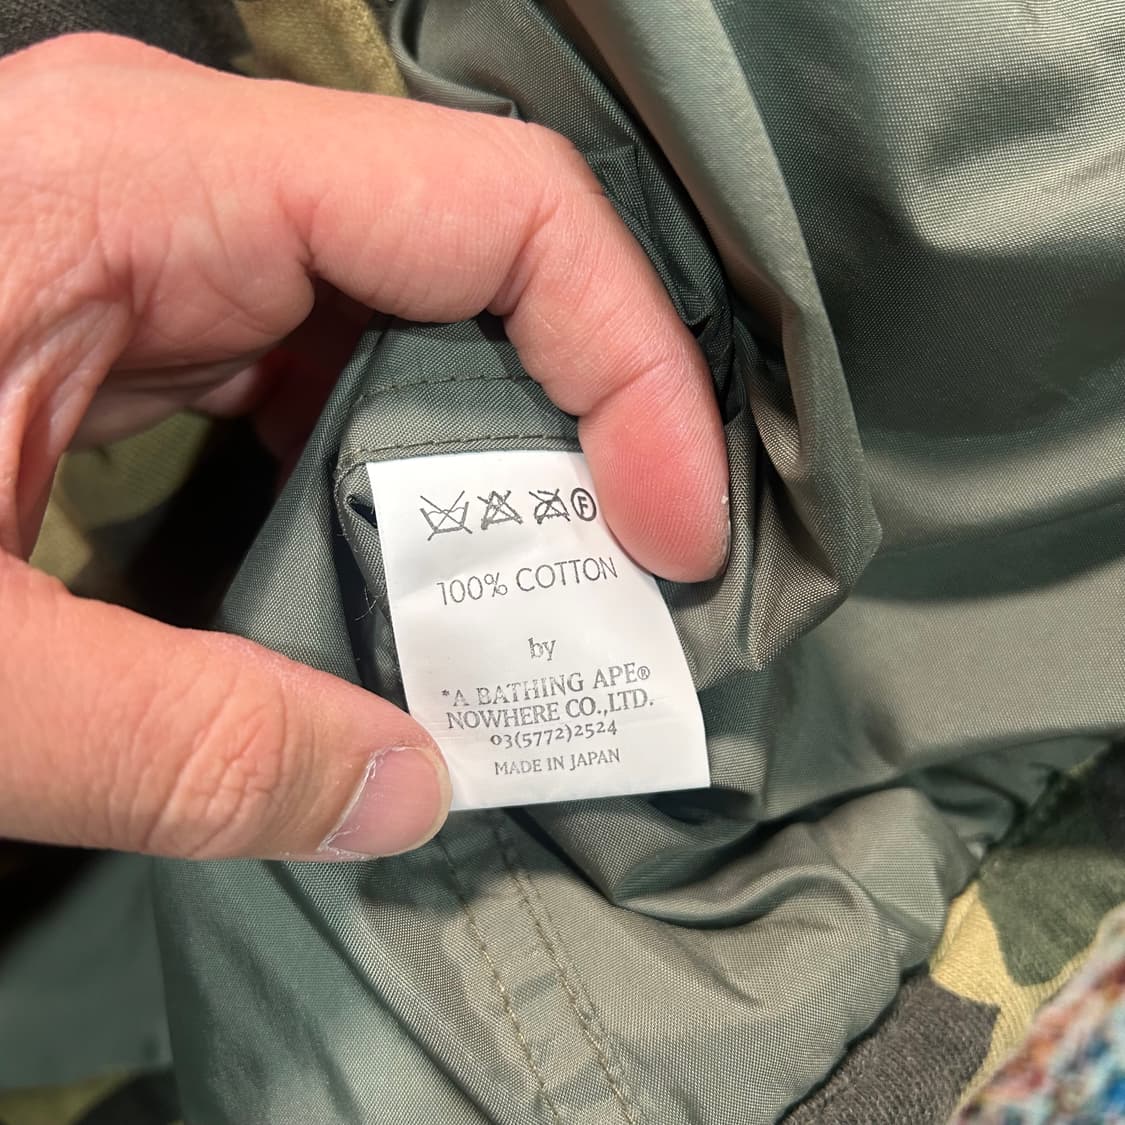 F
100% COTTON
by
*A BATHING APE®
NOWHERE CO.,LTD.
03(5772)2524
MADE IN JAPAN